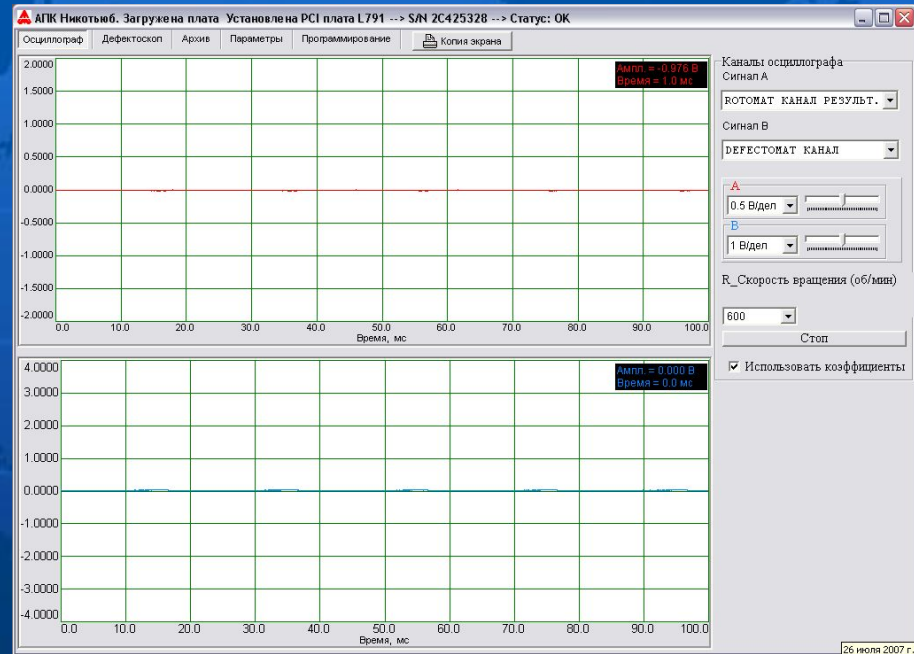 АПК Никотьюб. Загружена плата Установлена PCI плата L791 --> S/N 2C425328 --> Статус: OK
Осциллограф Дефектоскоп Архив Параметры Программирование Копия экрана
2.0000
1.5000
1.0000
0.5000
0.0000
-0.5000
-1.0000
-1.5000
-2.0000
Ампл. = -0.976 В
Время = 1.0 мс
0.0 10.0 20.0 30.0 40.0 50.0 60.0 70.0 80.0 90.0 100.0
Время, мс
4.0000
3.0000
2.0000
1.0000
0.0000
-1.0000
-2.0000
-3.0000
-4.0000
Ампл. = 0.000 В
Время = 0.0 мс
0.0 10.0 20.0 30.0 40.0 50.0 60.0 70.0 80.0 90.0 100.0
Время, мс
Каналы осциллографа
Сигнал А
ROTOMAT КАНАЛ РЕЗУЛЬТ.
Сигнал В
DEFECTOMAT КАНАЛ
A
0.5 В/дел
B
1 В/дел
R_Скорость вращения (об/мин)
600
Стоп
Использовать коэффициенты
26 июля 2007 г.